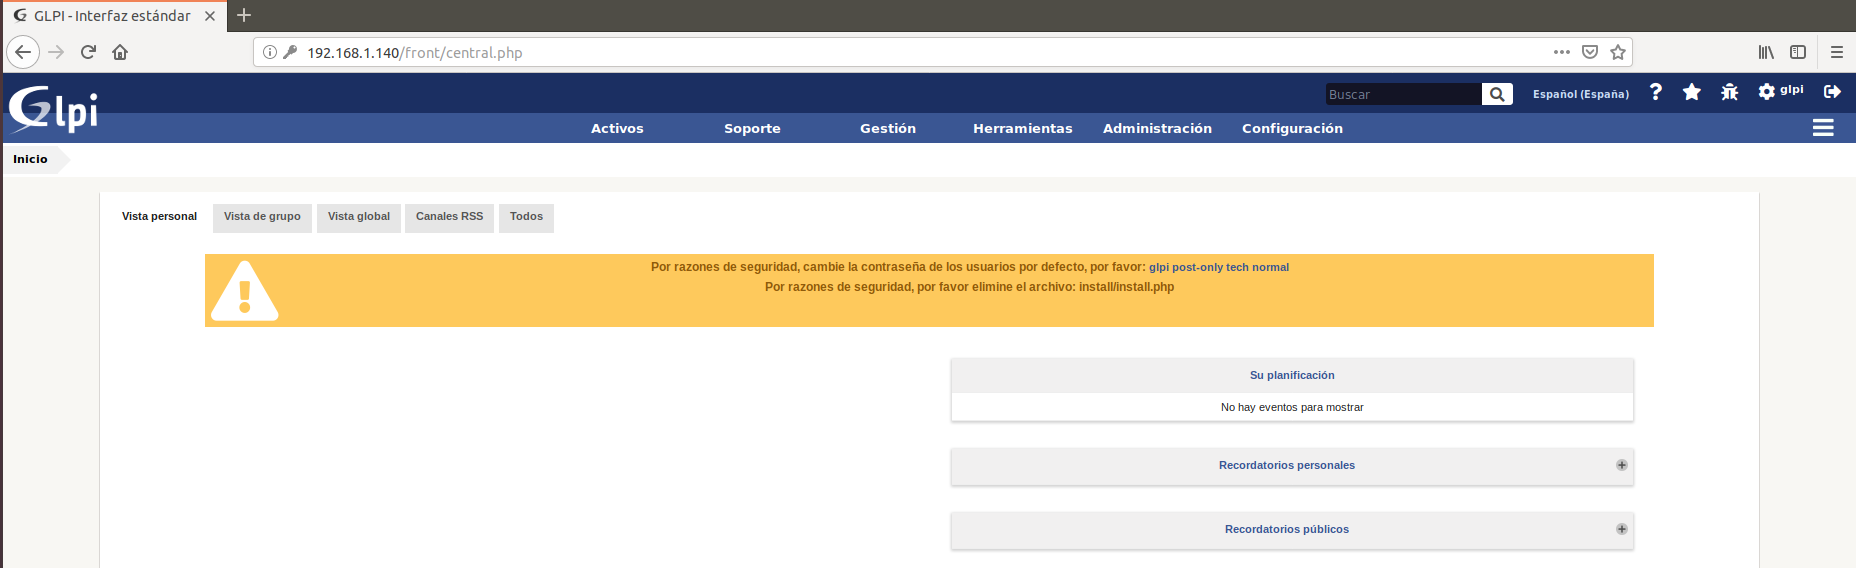 GLPI - Interfaz estándar
192.168.1.140/front/central.php
Glpi
Buscar
Español (España)
glpi
Activos Soporte Gestión Herramientas Administración Configuración
Inicio
Vista personal Vista de grupo Vista global Canales RSS Todos
Por razones de seguridad, cambie la contraseña de los usuarios por defecto, por favor: glpi post-only tech normal
Por razones de seguridad, por favor elimine el archivo: install/install.php
Su planificación
No hay eventos para mostrar
Recordatorios personales
Recordatorios públicos